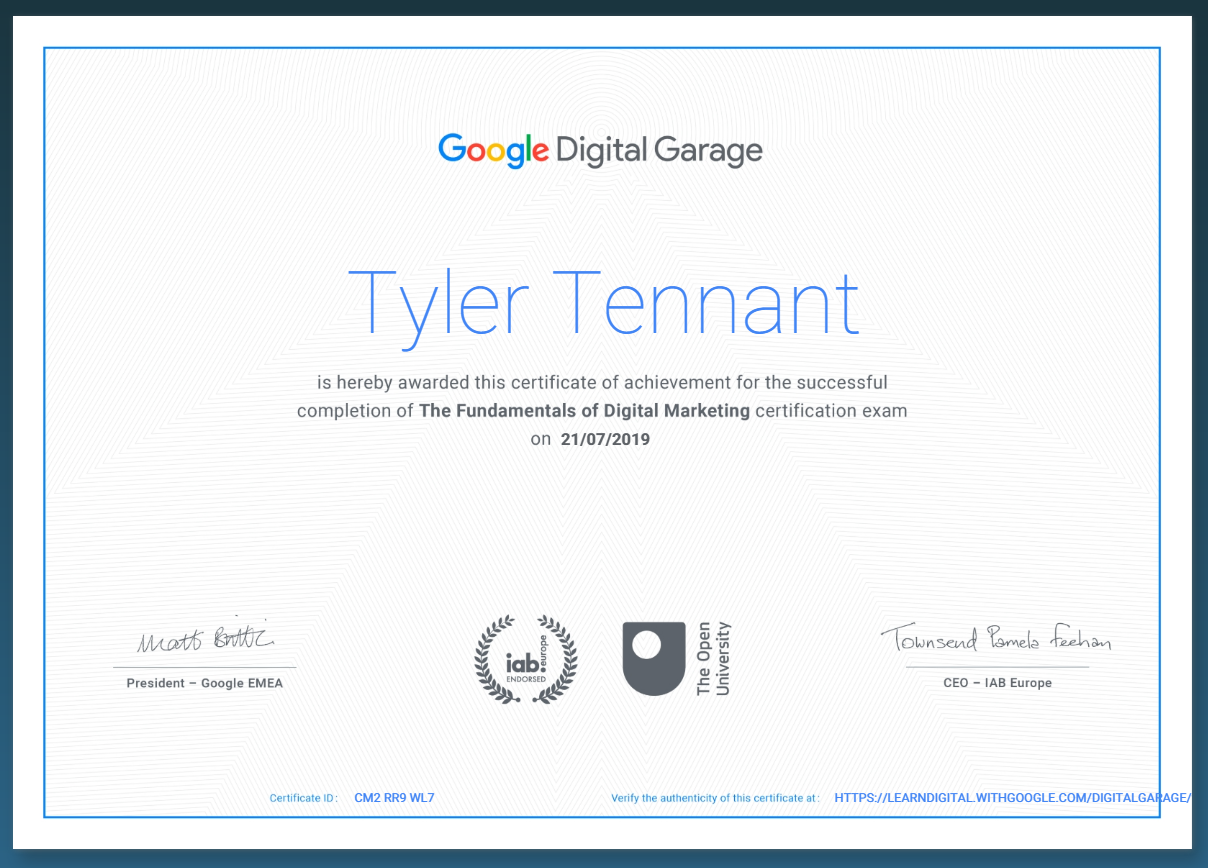 Google Digital Garage
Tyler Tennant
is hereby awarded this certificate of achievement for the successful
completion of The Fundamentals of Digital Marketing certification exam
on 21/07/2019
Matt Brittin
President – Google EMEA
iab.europe
ENDORSED
The Open
University
Townsend Pamela Feehan
CEO – IAB Europe
Certificate ID : CM2 RR9 WL7
Verify the authenticity of this certificate at : HTTPS://LEARNDIGITAL.WITHGOOGLE.COM/DIGITALGARAGE/